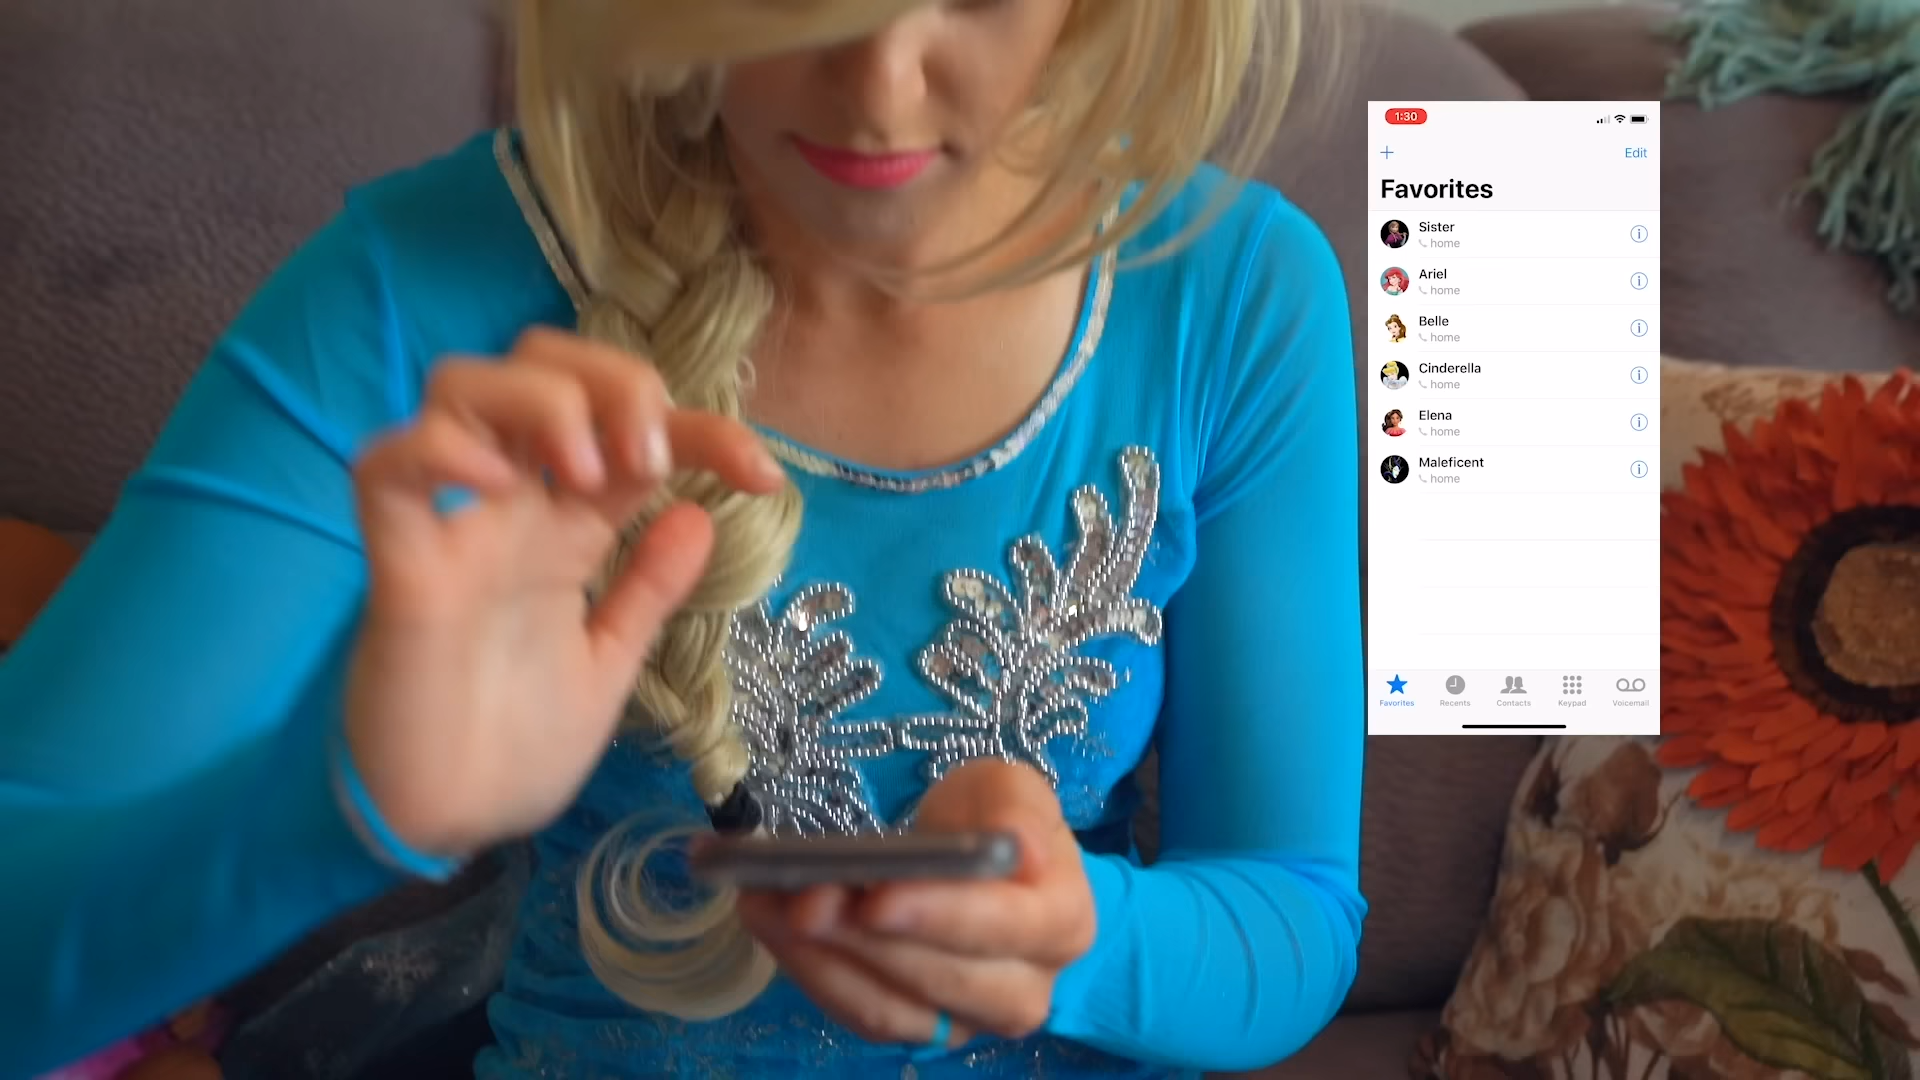 1:30
+ Edit
Favorites
Sister
home
Ariel
home
Belle
home
Cinderella
home
Elena
home
Maleficent
home
Favorites Recents Contacts Keypad Voicemail